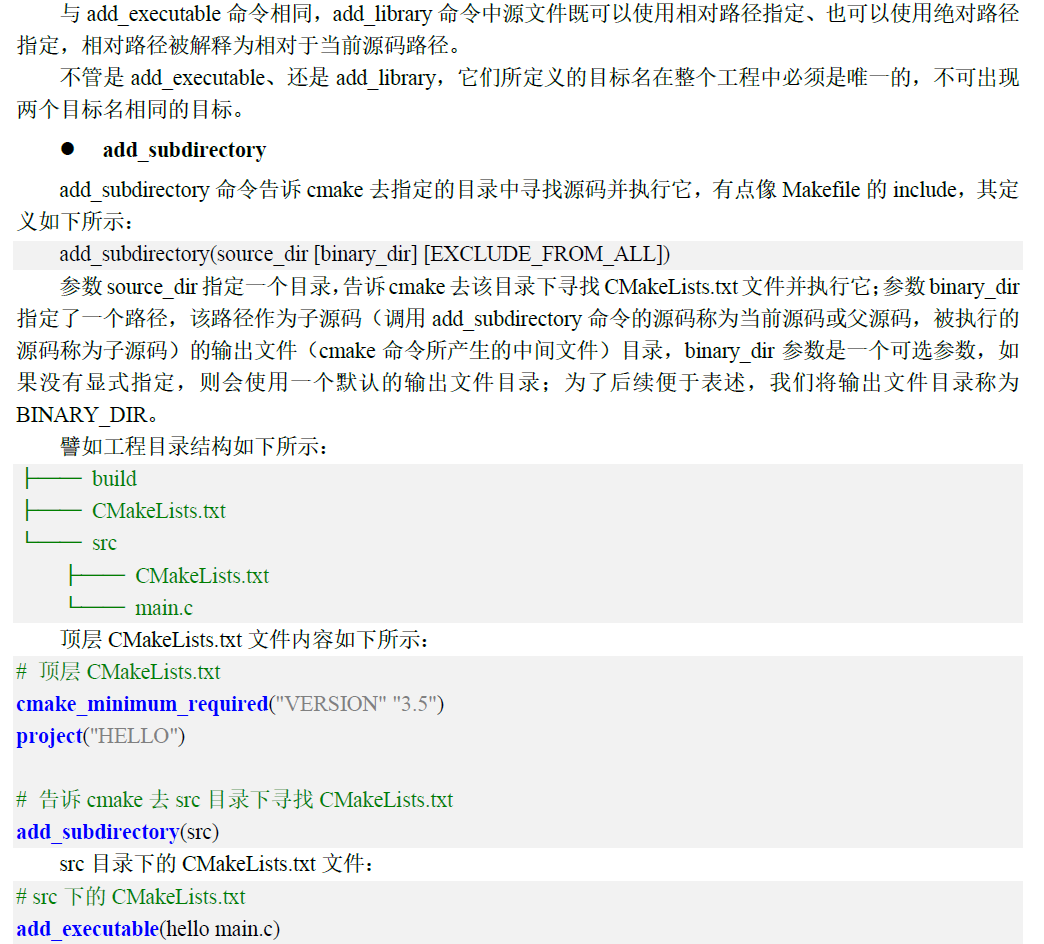 与 add_executable 命令相同，add_library 命令中源文件既可以使用相对路径指定、也可以使用绝对路径
指定，相对路径被解释为相对于当前源码路径。
不管是 add_executable、还是 add_library，它们所定义的目标名在整个工程中必须是唯一的，不可出现
两个目标名相同的目标。
● add_subdirectory
add_subdirectory 命令告诉 cmake 去指定的目录中寻找源码并执行它，有点像 Makefile 的 include，其定
义如下所示：
add_subdirectory(source_dir [binary_dir] [EXCLUDE_FROM_ALL])
参数 source_dir 指定一个目录，告诉 cmake 去该目录下寻找 CMakeLists.txt 文件并执行它；参数 binary_dir
指定了一个路径，该路径作为子源码（调用 add_subdirectory 命令的源码称为当前源码或父源码，被执行的
源码称为子源码）的输出文件（cmake 命令所产生的中间文件）目录，binary_dir 参数是一个可选参数，如
果没有显式指定，则会使用一个默认的输出文件目录；为了后续便于表述，我们将输出文件目录称为
BINARY_DIR。
譬如工程目录结构如下所示：
├── build
├── CMakeLists.txt
└── src
    ├── CMakeLists.txt
    └── main.c
顶层 CMakeLists.txt 文件内容如下所示：
# 顶层 CMakeLists.txt
cmake_minimum_required("VERSION" "3.5")
project("HELLO")
# 告诉 cmake 去 src 目录下寻找 CMakeLists.txt
add_subdirectory(src)
src 目录下的 CMakeLists.txt 文件：
# src 下的 CMakeLists.txt
add_executable(hello main.c)